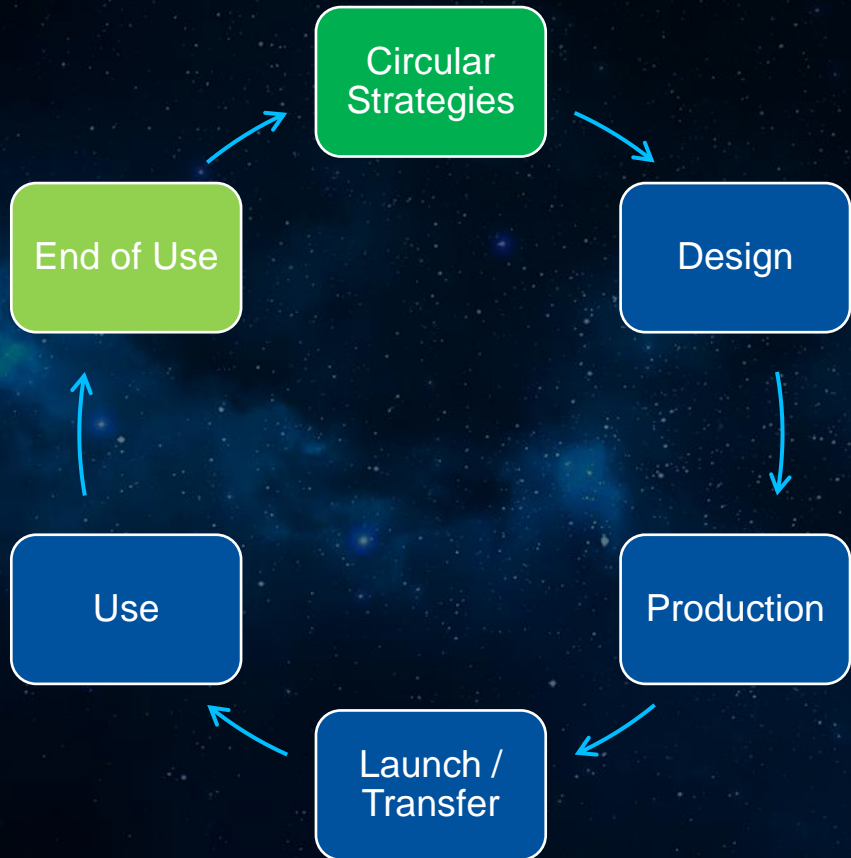 Circular
Strategies
Design
Production
Launch /
Transfer
Use
End of Use